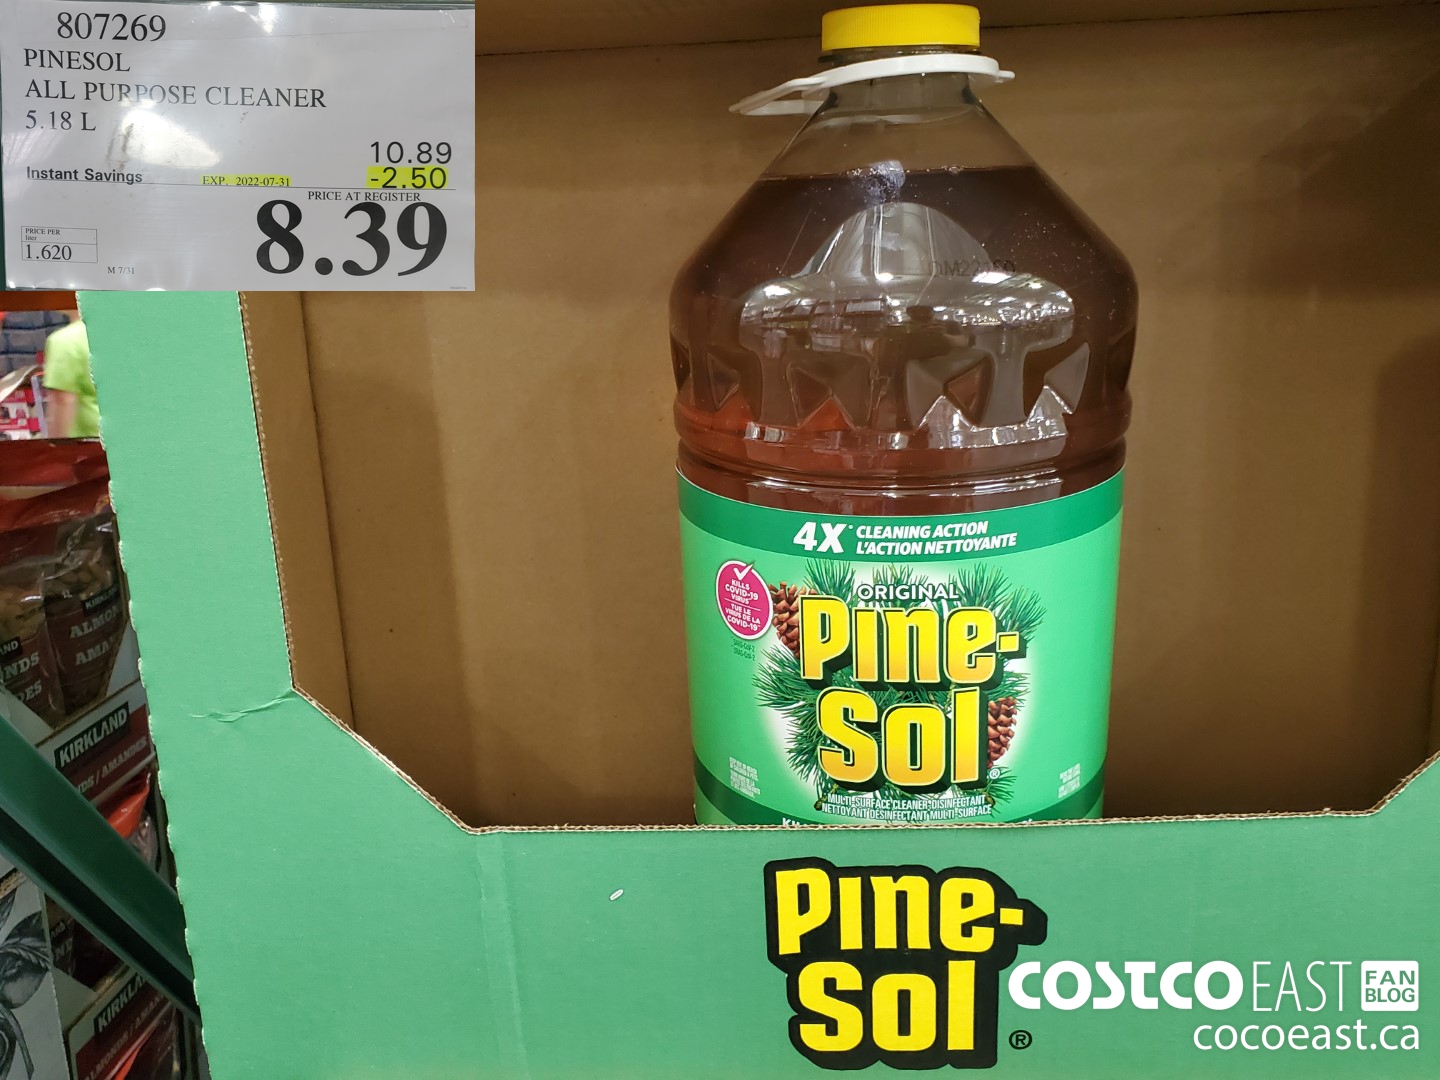 807269
PINESOL
ALL PURPOSE CLEANER
5.18 L
10.89
Instant Savings EXP. 2022-07-31 -2.50
PRICE AT REGISTER
8.39
PRICE PER
liter
1.620
M 7/31
4X* CLEANING ACTION
L'ACTION NETTOYANTE
KILLS
COVID-19
VIRUS*
TUE LE
VIRUS DE LA
COVID-19*
ORIGINAL
Pine-
Sol®
MULTI-SURFACE CLEANER-DISINFECTANT
NETTOYANT DÉSINFECTANT MULTI-SURFACE
KIRKLAND
Pine-
Sol®
COSTCO EAST FAN
BLOG
cocoeast.ca